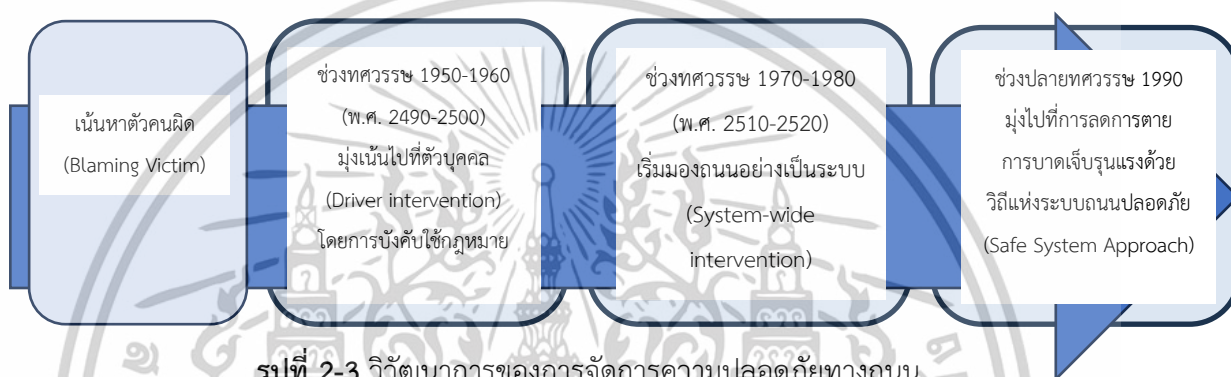 เน้นหาตัวคนผิด
(Blaming Victim)
ช่วงทศวรรษ 1950-1960
(พ.ศ. 2490-2500)
มุ่งเน้นไปที่ตัวบุคคล
(Driver intervention)
โดยการบังคับใช้กฎหมาย
ช่วงทศวรรษ 1970-1980
(พ.ศ. 2510-2520)
เริ่มมองถนนอย่างเป็นระบบ
(System-wide
intervention)
ช่วงปลายทศวรรษ 1990
มุ่งไปที่การลดการตาย
การบาดเจ็บรุนแรงด้วย
วิถีแห่งระบบถนนปลอดภัย
(Safe System Approach)
รูปที่ 2-3 วิวัฒนาการของการจัดการความปลอดภัยทางถนน